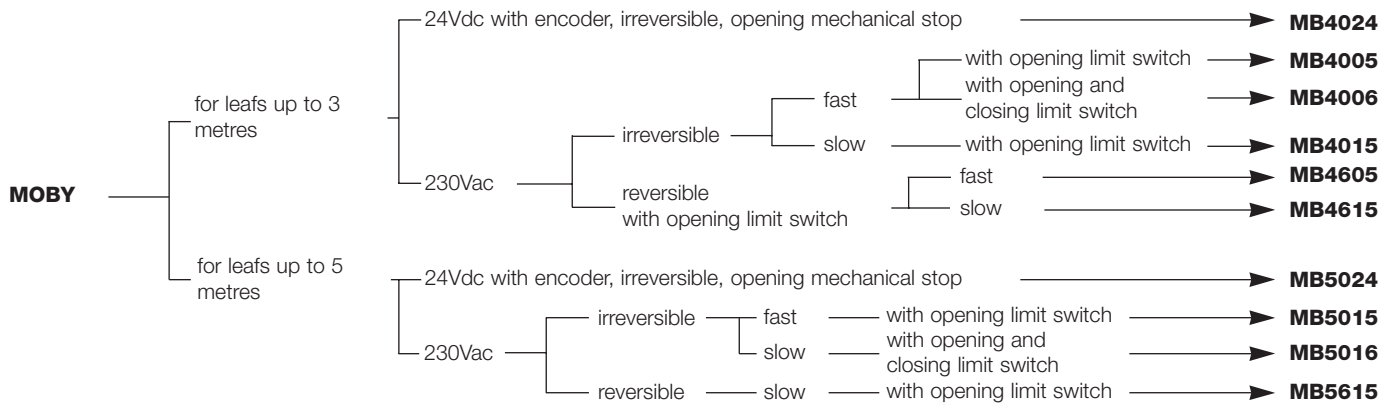 24Vdc with encoder, irreversible, opening mechanical stop MB4024
with opening limit switch MB4005
for leafs up to 3
metres
fast
with opening and
closing limit switch
MB4006
irreversible
slow with opening limit switch MB4015
MOBY
230Vac
reversible
with opening limit switch
fast MB4605
slow MB4615
for leafs up to 5
metres
24Vdc with encoder, irreversible, opening mechanical stop MB5024
irreversible fast with opening limit switch MB5015
230Vac
slow
with opening and
closing limit switch
MB5016
reversible slow with opening limit switch MB5615